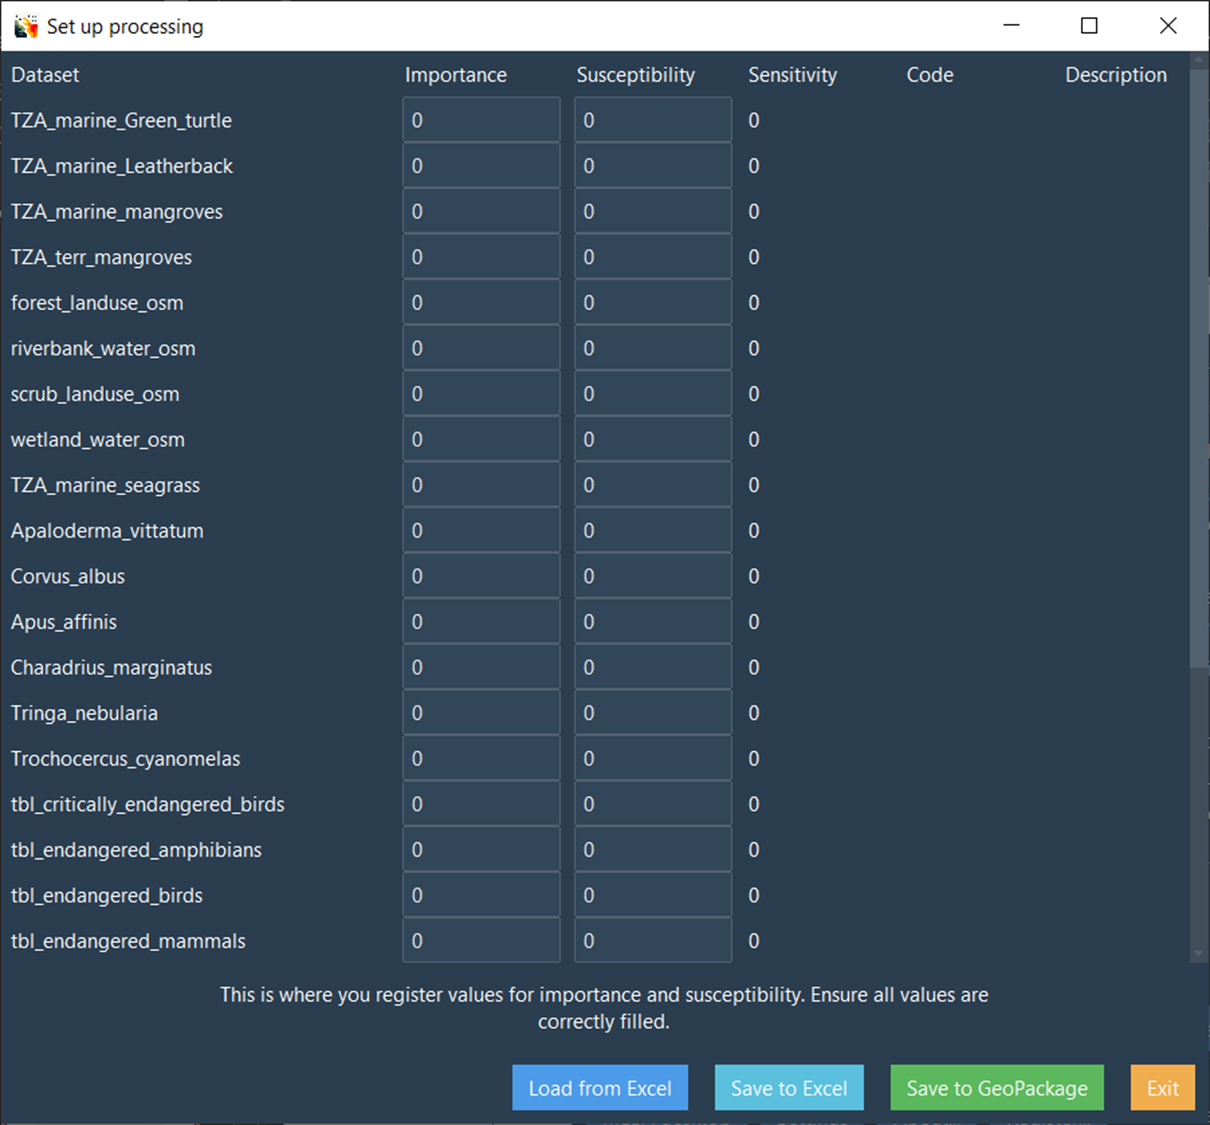 Set up processing
Dataset Importance Susceptibility Sensitivity Code Description
TZA_marine_Green_turtle 0 0 0
TZA_marine_Leatherback 0 0 0
TZA_marine_mangroves 0 0 0
TZA_terr_mangroves 0 0 0
forest_landuse_osm 0 0 0
riverbank_water_osm 0 0 0
scrub_landuse_osm 0 0 0
wetland_water_osm 0 0 0
TZA_marine_seagrass 0 0 0
Apaloderma_vittatum 0 0 0
Corvus_albus 0 0 0
Apus_affinis 0 0 0
Charadrius_marginatus 0 0 0
Tringa_nebularia 0 0 0
Trochocercus_cyanomelas 0 0 0
tbl_critically_endangered_birds 0 0 0
tbl_endangered_amphibians 0 0 0
tbl_endangered_birds 0 0 0
tbl_endangered_mammals 0 0 0
This is where you register values for importance and susceptibility. Ensure all values are
correctly filled.
Load from Excel Save to Excel Save to GeoPackage Exit